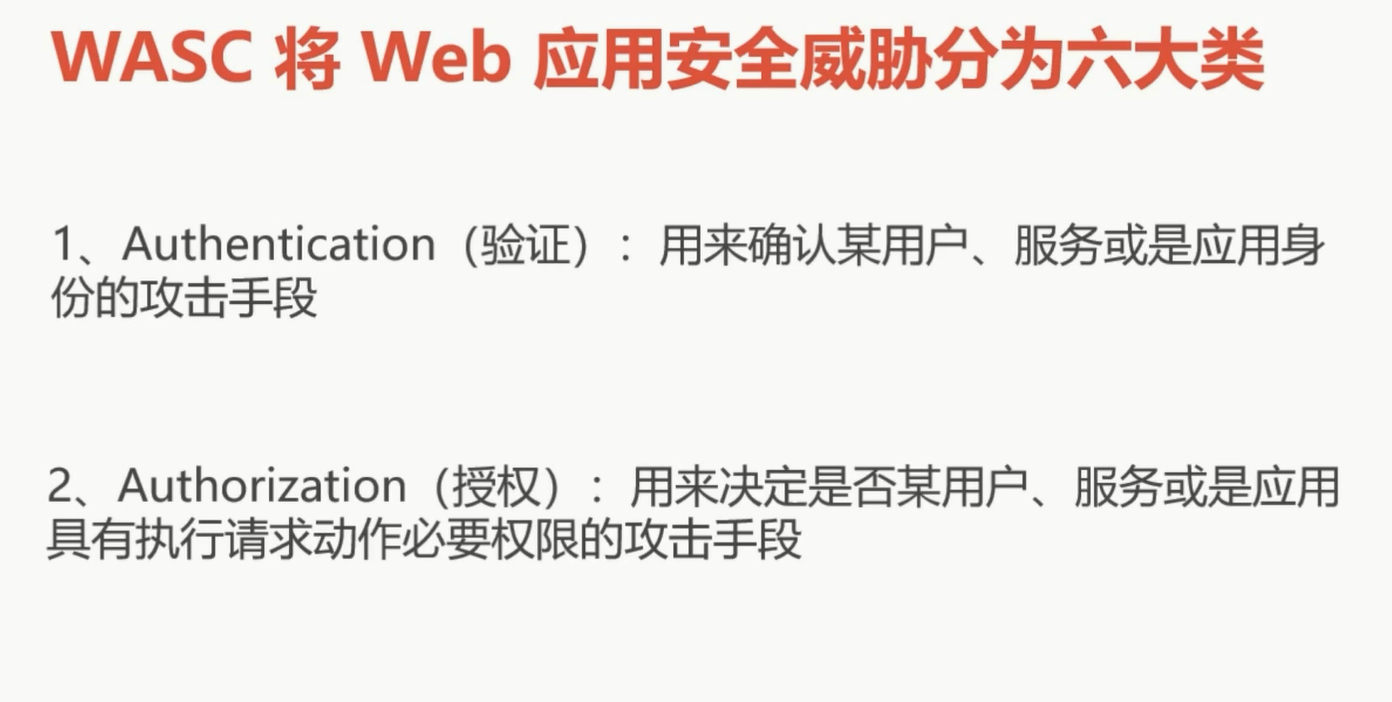 WASC 将 Web 应用安全威胁分为六大类
1、Authentication（验证）：用来确认某用户、服务或是应用身
份的攻击手段
2、Authorization（授权）：用来决定是否某用户、服务或是应用
具有执行请求动作必要权限的攻击手段